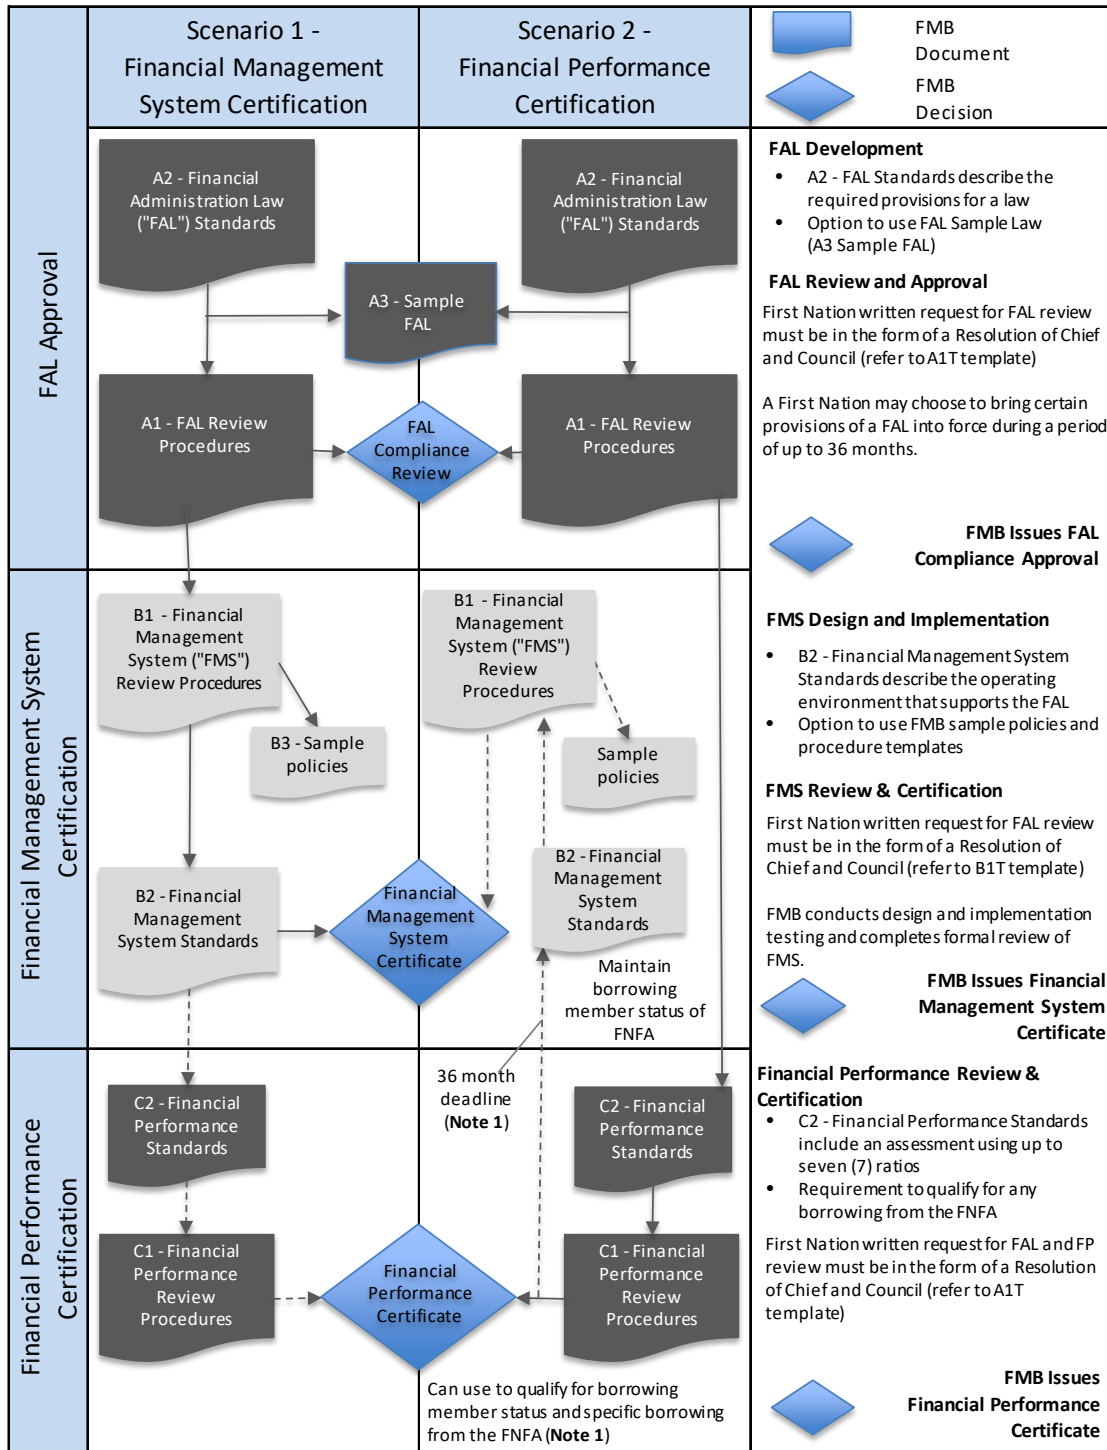 Scenario 1 -
Financial Management
System Certification
Scenario 2 -
Financial Performance
Certification
FMB
Document
FMB
Decision
FAL Approval
A2 - Financial
Administration Law
("FAL") Standards
A2 - Financial
Administration Law
("FAL") Standards
A3 - Sample
FAL
A1 - FAL Review
Procedures
FAL
Compliance
Review
A1 - FAL Review
Procedures
FAL Development
• A2 - FAL Standards describe the
required provisions for a law
• Option to use FAL Sample Law
(A3 Sample FAL)
FAL Review and Approval
First Nation written request for FAL review
must be in the form of a Resolution of Chief
and Council (refer to A1T template)
A First Nation may choose to bring certain
provisions of a FAL into force during a period
of up to 36 months.
FMB Issues FAL
Compliance Approval
Financial Management System
Certification
B1 - Financial
Management
System ("FMS")
Review Procedures
B3 - Sample
policies
B2 - Financial
Management
System Standards
Financial
Management
System
Certificate
B1 - Financial
Management
System ("FMS")
Review
Procedures
Sample
policies
B2 - Financial
Management
System
Standards
Maintain
borrowing
member status of
FNFA
FMS Design and Implementation
• B2 - Financial Management System
Standards describe the operating
environment that supports the FAL
• Option to use FMB sample policies and
procedure templates
FMS Review & Certification
First Nation written request for FAL review
must be in the form of a Resolution of
Chief and Council (refer to B1T template)
FMB conducts design and implementation
testing and completes formal review of
FMS.
FMB Issues Financial
Management System
Certificate
Financial Performance
Certification
C2 - Financial
Performance
Standards
C1 - Financial
Performance
Review
Procedures
Financial
Performance
Certificate
36 month
deadline
(Note 1)
C2 - Financial
Performance
Standards
C1 - Financial
Performance
Review
Procedures
Can use to qualify for borrowing
member status and specific borrowing
from the FNFA (Note 1)
Financial Performance Review &
Certification
• C2 - Financial Performance Standards
include an assessment using up to
seven (7) ratios
• Requirement to qualify for any
borrowing from the FNFA
First Nation written request for FAL and FP
review must be in the form of a Resolution
of Chief and Council (refer to A1T
template)
FMB Issues
Financial Performance
Certificate